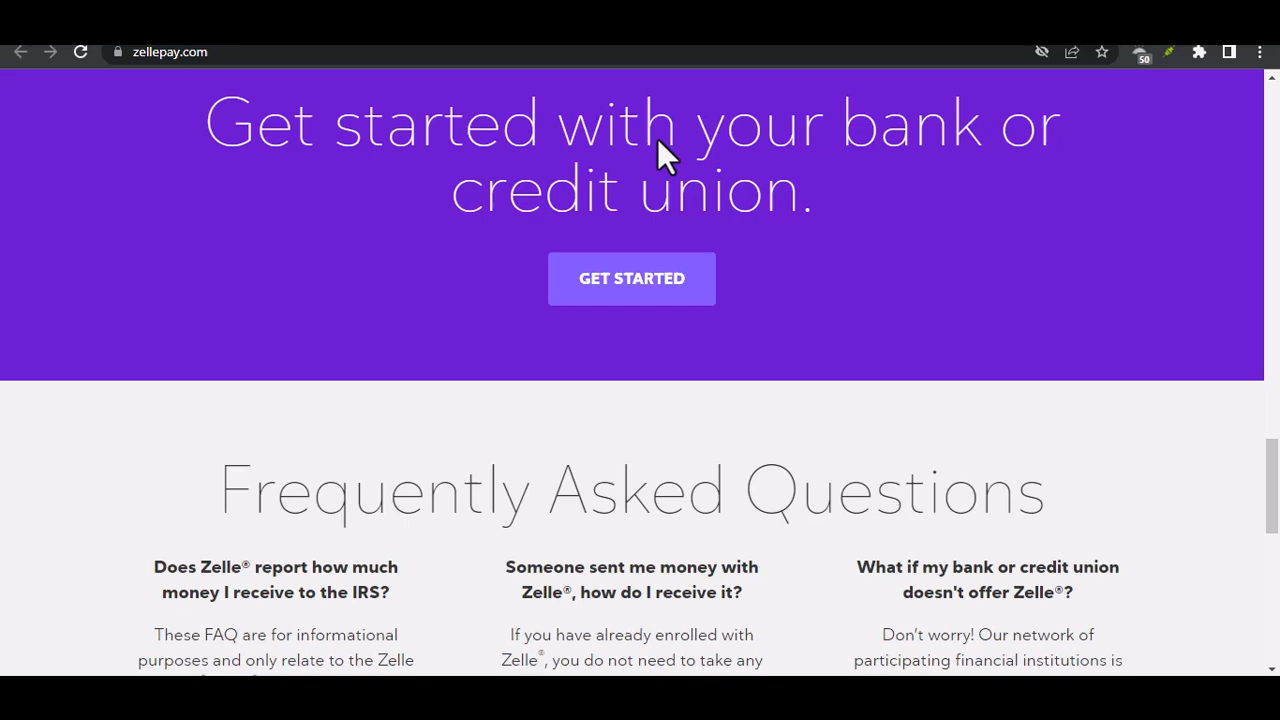 zellepay.com
50
Get started with your bank or
credit union.
GET STARTED
Frequently Asked Questions
Does Zelle® report how much
money I receive to the IRS?
These FAQ are for informational
purposes and only relate to the Zelle
Someone sent me money with
Zelle®, how do I receive it?
If you have already enrolled with
Zelle®, you do not need to take any
What if my bank or credit union
doesn't offer Zelle®?
Don’t worry! Our network of
participating financial institutions is